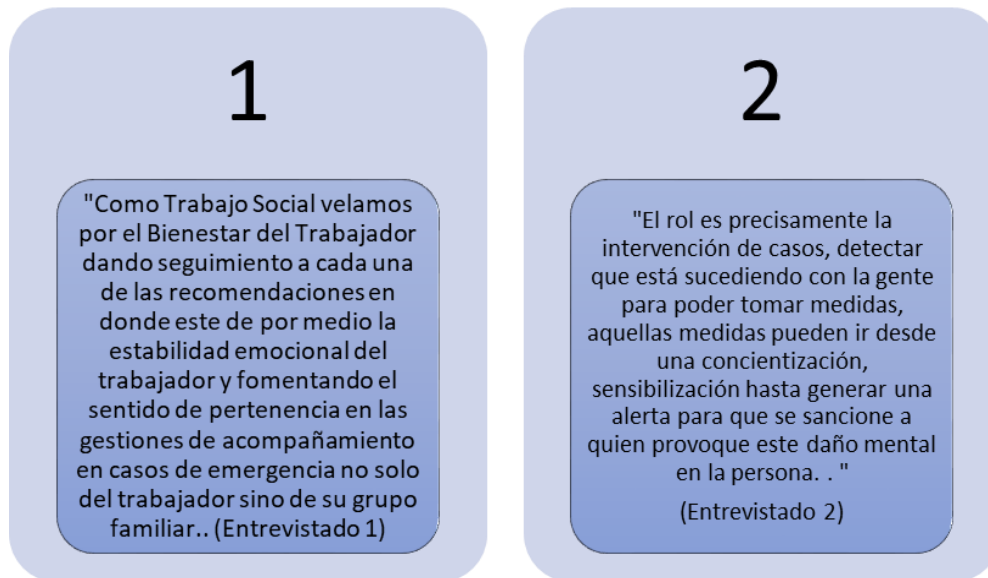 1
"Como Trabajo Social velamos
por el Bienestar del Trabajador
dando seguimiento a cada una
de las recomendaciones en
donde este de por medio la
estabilidad emocional del
trabajador y fomentando el
sentido de pertenencia en las
gestiones de acompañamiento
en casos de emergencia no solo
del trabajador sino de su grupo
familiar.. (Entrevistado 1)
2
"El rol es precisamente la
intervención de casos, detectar
que está sucediendo con la gente
para poder tomar medidas,
aquellas medidas pueden ir desde
una concientización,
sensibilización hasta generar una
alerta para que se sancione a
quien provoque este daño mental
en la persona. . "
(Entrevistado 2)